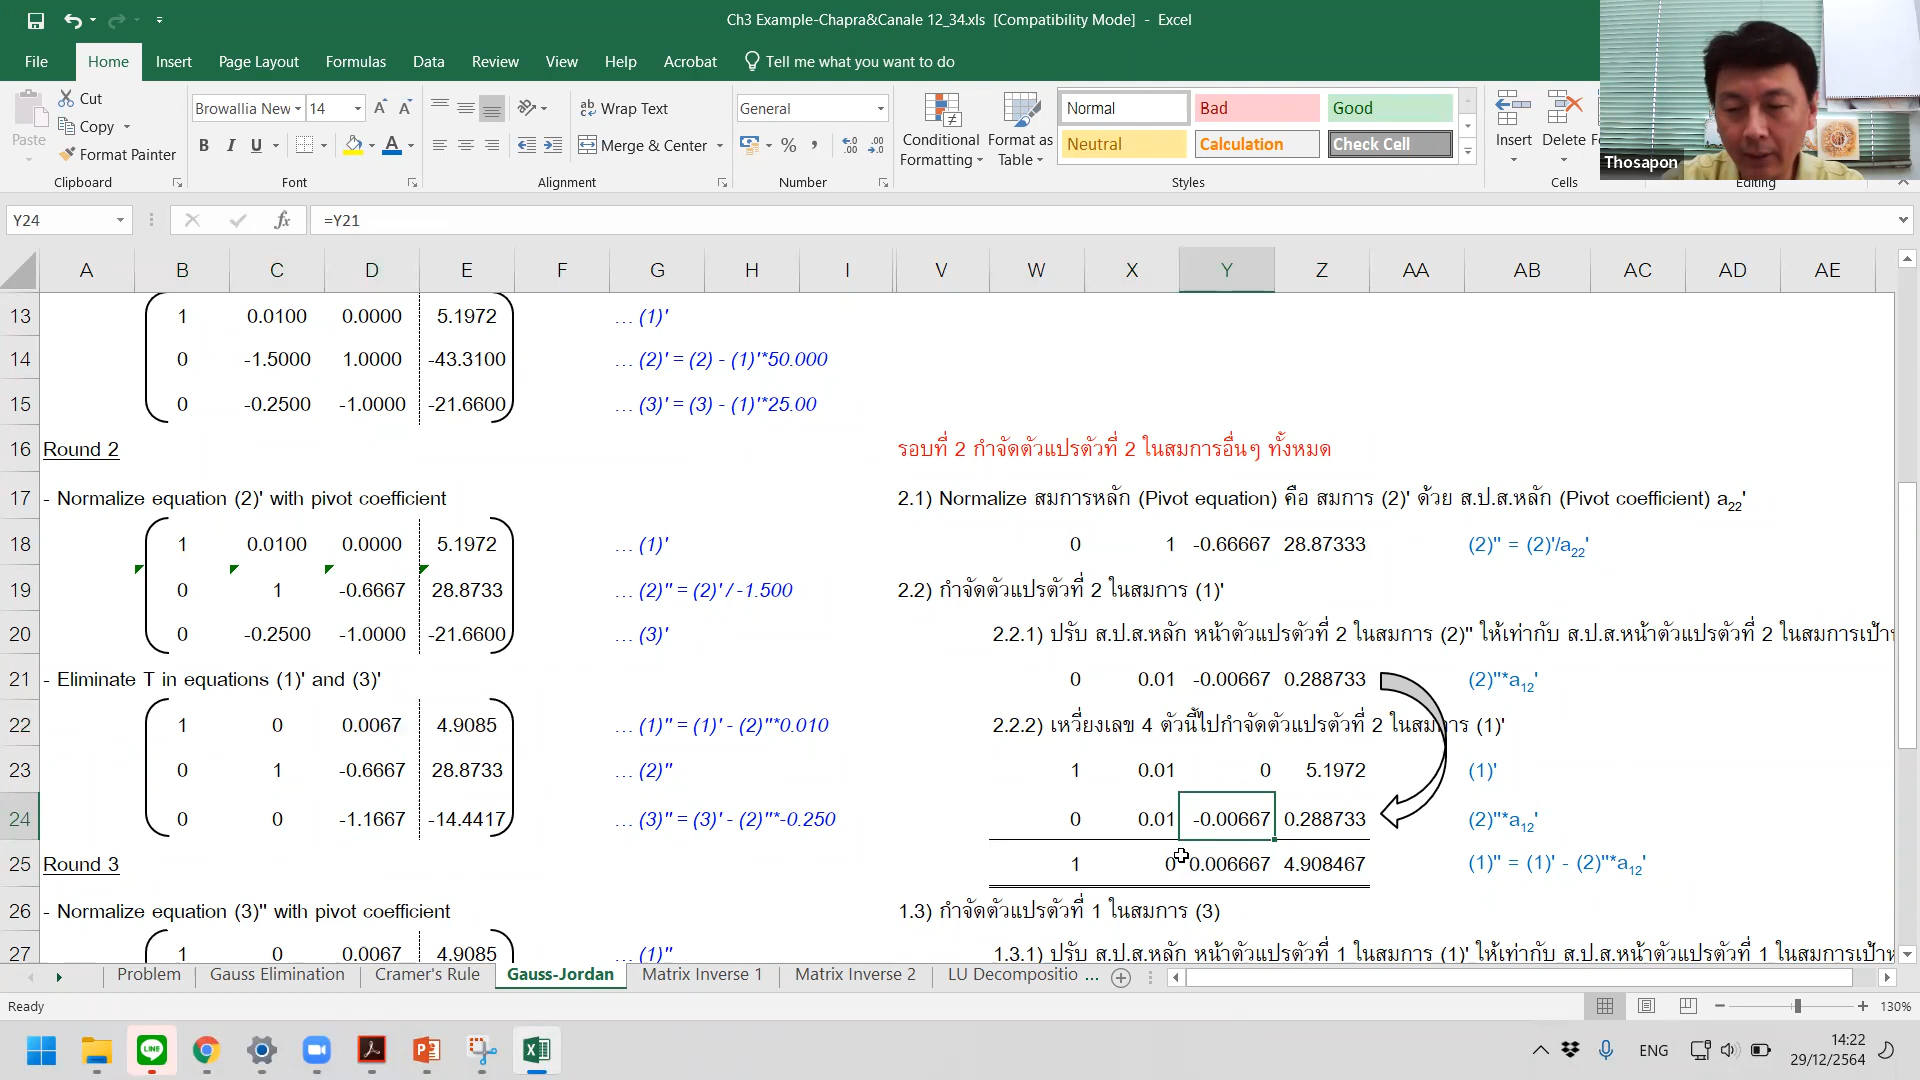 Ch3 Example-Chapra&Canale 12_34.xls [Compatibility Mode] - Excel
File Home Insert Page Layout Formulas Data Review View Help Acrobat Tell me what you want to do
Paste Cut Copy Format Painter
Browallia New 14
B I U
Wrap Text
Merge & Center
General
Conditional Formatting
Format as Table
Normal Bad Good
Neutral Calculation Check Cell
Insert Delete
Clipboard Font Alignment Number Styles Cells Editing
Thosapon
Y24 =Y21
A B C D E F G H I V W X Y Z AA AB AC AD AE
13 1 0.0100 0.0000 5.1972 … (1)'
14 0 -1.5000 1.0000 -43.3100 … (2)' = (2) - (1)'*50.000
15 0 -0.2500 -1.0000 -21.6600 … (3)' = (3) - (1)'*25.00
16 Round 2 รอบที่ 2 กำจัดตัวแปรตัวที่ 2 ในสมการอื่นๆ ทั้งหมด
17 - Normalize equation (2)' with pivot coefficient 2.1) Normalize สมการหลัก (Pivot equation) คือ สมการ (2)' ด้วย ส.ป.ส.หลัก (Pivot coefficient) a22'
18 1 0.0100 0.0000 5.1972 … (1)' 0 1 -0.66667 28.87333 (2)" = (2)'/a22'
19 0 1 -0.6667 28.8733 … (2)" = (2)' / -1.500 2.2) กำจัดตัวแปรตัวที่ 2 ในสมการ (1)'
20 0 -0.2500 -1.0000 -21.6600 … (3)' 2.2.1) ปรับ ส.ป.ส.หลัก หน้าตัวแปรตัวที่ 2 ในสมการ (2)" ให้เท่ากับ ส.ป.ส.หน้าตัวแปรตัวที่ 2 ในสมการ
21 - Eliminate T in equations (1)' and (3)' 0 0.01 -0.00667 0.288733 (2)"*a12'
22 1 0 0.0067 4.9085 … (1)" = (1)' - (2)"*0.010 2.2.2) เหวี่ยงเลข 4 ตัวนี้ไปกำจัดตัวแปรตัวที่ 2 ในสมการ (1)'
23 0 1 -0.6667 28.8733 … (2)" 1 0.01 0 5.1972 (1)'
24 0 0 -1.1667 -14.4417 … (3)" = (3)' - (2)"*-0.250 0 0.01 -0.00667 0.288733 (2)"*a12'
25 Round 3 1 0 0.006667 4.908467 (1)" = (1)' - (2)"*a12'
26 - Normalize equation (3)" with pivot coefficient 1.3) กำจัดตัวแปรตัวที่ 1 ในสมการ (3)
27 1 0 0.0067 4.9085 … (1)" 1.3.1) ปรับ ส.ป.ส.หลัก หน้าตัวแปรตัวที่ 1 ในสมการ (1)' ให้เท่ากับ ส.ป.ส.หน้าตัวแปรตัวที่ 1 ในสมการ
Problem Gauss Elimination Cramer's Rule Gauss-Jordan Matrix Inverse 1 Matrix Inverse 2 LU Decompositio ...
Ready 130%
LINE ENG 14:22
29/12/2564